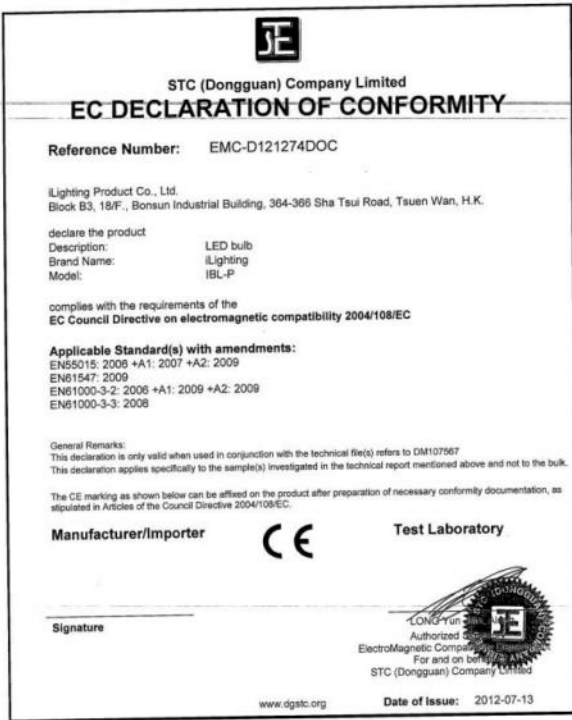 STC (Dongguan) Company Limited
EC DECLARATION OF CONFORMITY
Reference Number: EMC-D121274DOC
iLighting Product Co., Ltd.
Block B3, 18/F., Bonsun Industrial Building, 364-366 Sha Tsui Road, Tsuen Wan, H.K.
declare the product
Description: LED bulb
Brand Name: iLighting
Model: IBL-P
complies with the requirements of the
EC Council Directive on electromagnetic compatibility 2004/108/EC
Applicable Standard(s) with amendments:
EN55015: 2006 +A1: 2007 +A2: 2009
EN61547: 2009
EN61000-3-2: 2006 +A1: 2009 +A2: 2009
EN61000-3-3: 2008
General Remarks:
This declaration is only valid when used in conjunction with the technical file(s) refers to DM107567
This declaration applies specifically to the sample(s) investigated in the technical report mentioned above and not to the bulk.
The CE marking as shown below can be affixed on the product after preparation of necessary conformity documentation, as
stipulated in Articles of the Council Directive 2004/108/EC.
Manufacturer/Importer CE Test Laboratory
Signature
LONG Yun
Authorized
ElectroMagnetic
For and on
STC (Dongguan) Company Limited
www.dgstc.org Date of Issue: 2012-07-13